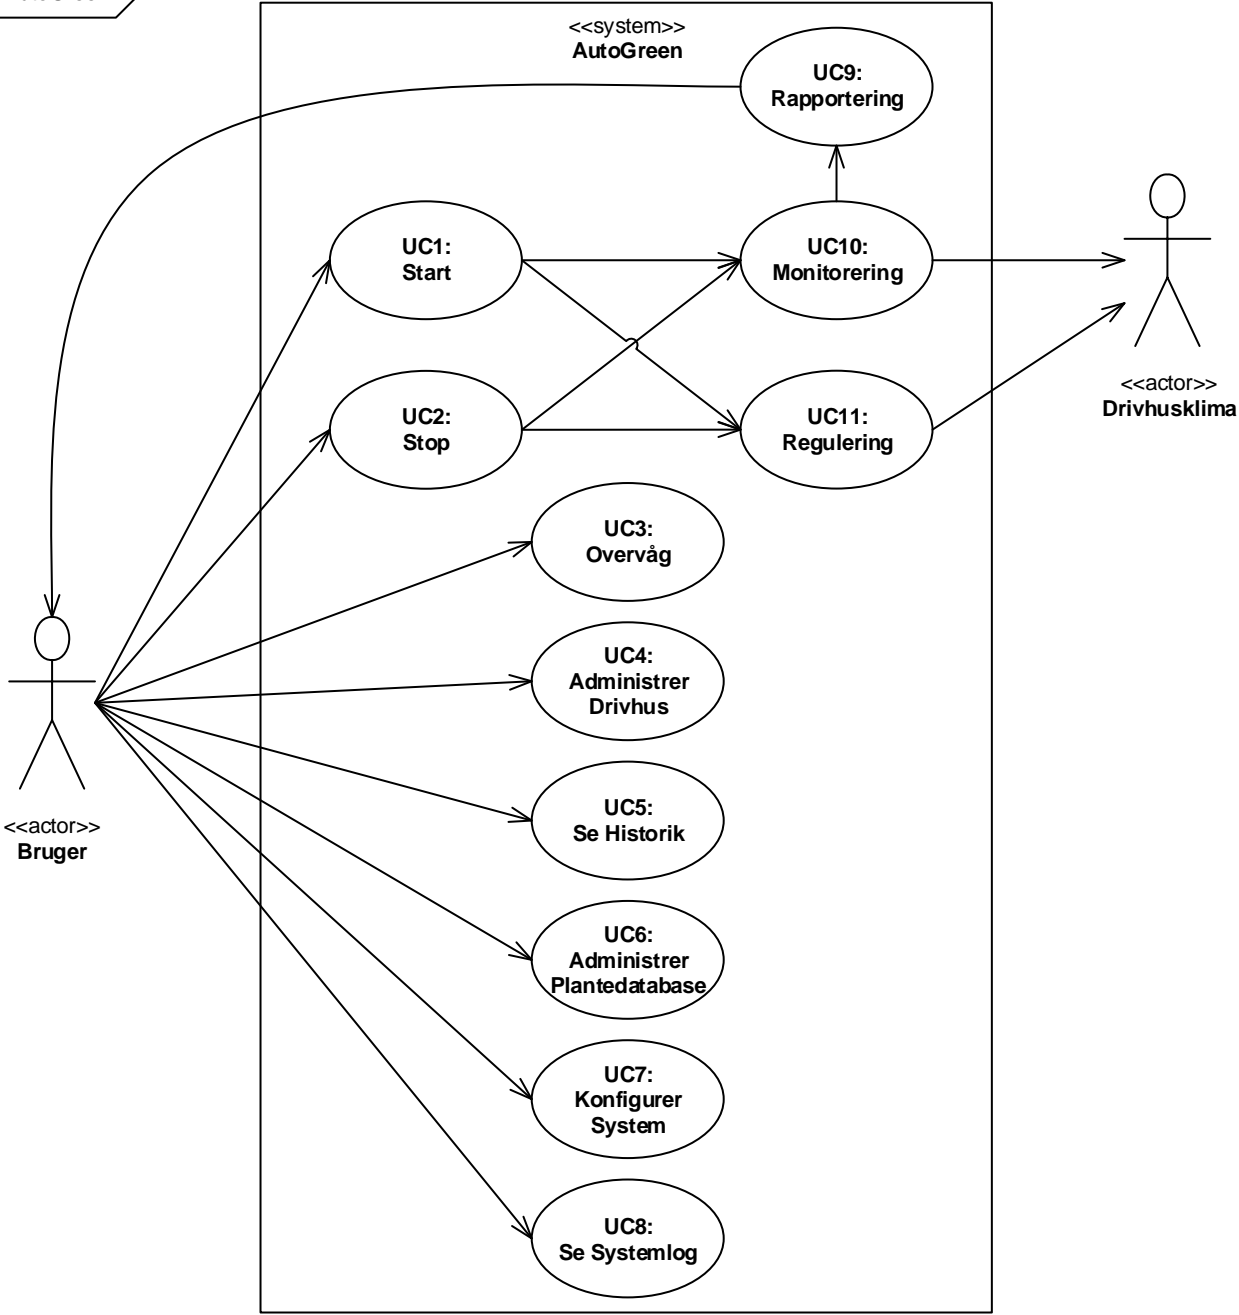 <<system>>
AutoGreen
UC9:
Rapportering
UC1:
Start
UC10:
Monitorering
UC2:
Stop
UC11:
Regulering
<<actor>>
Drivhusklima
UC3:
Overvåg
UC4:
Administrer
Drivhus
UC5:
Se Historik
<<actor>>
Bruger
UC6:
Administrer
Plantedatabase
UC7:
Konfigurer
System
UC8:
Se Systemlog